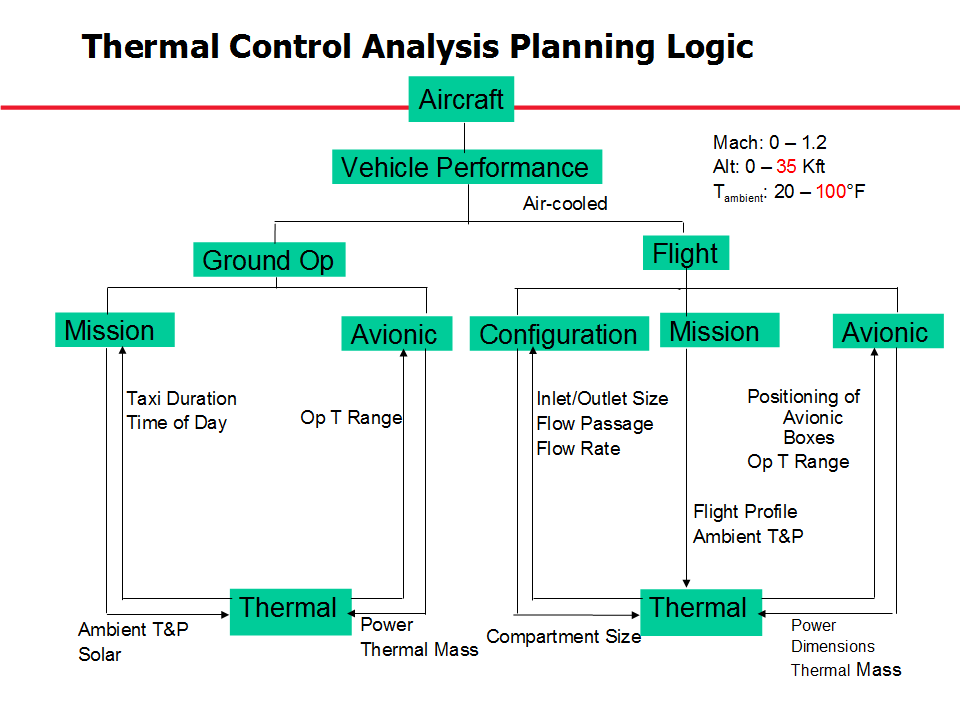 Thermal Control Analysis Planning Logic
Aircraft
Vehicle Performance
Mach: 0 – 1.2
Alt: 0 – 35 Kft
Tambient: 20 – 100°F
Air-cooled
Ground Op
Flight
Mission
Avionic
Configuration
Mission
Avionic
Taxi Duration
Time of Day
Op T Range
Inlet/Outlet Size
Flow Passage
Flow Rate
Positioning of
Avionic
Boxes
Op T Range
Flight Profile
Ambient T&P
Thermal
Thermal
Ambient T&P
Solar
Power
Thermal Mass
Compartment Size
Power
Dimensions
Thermal Mass